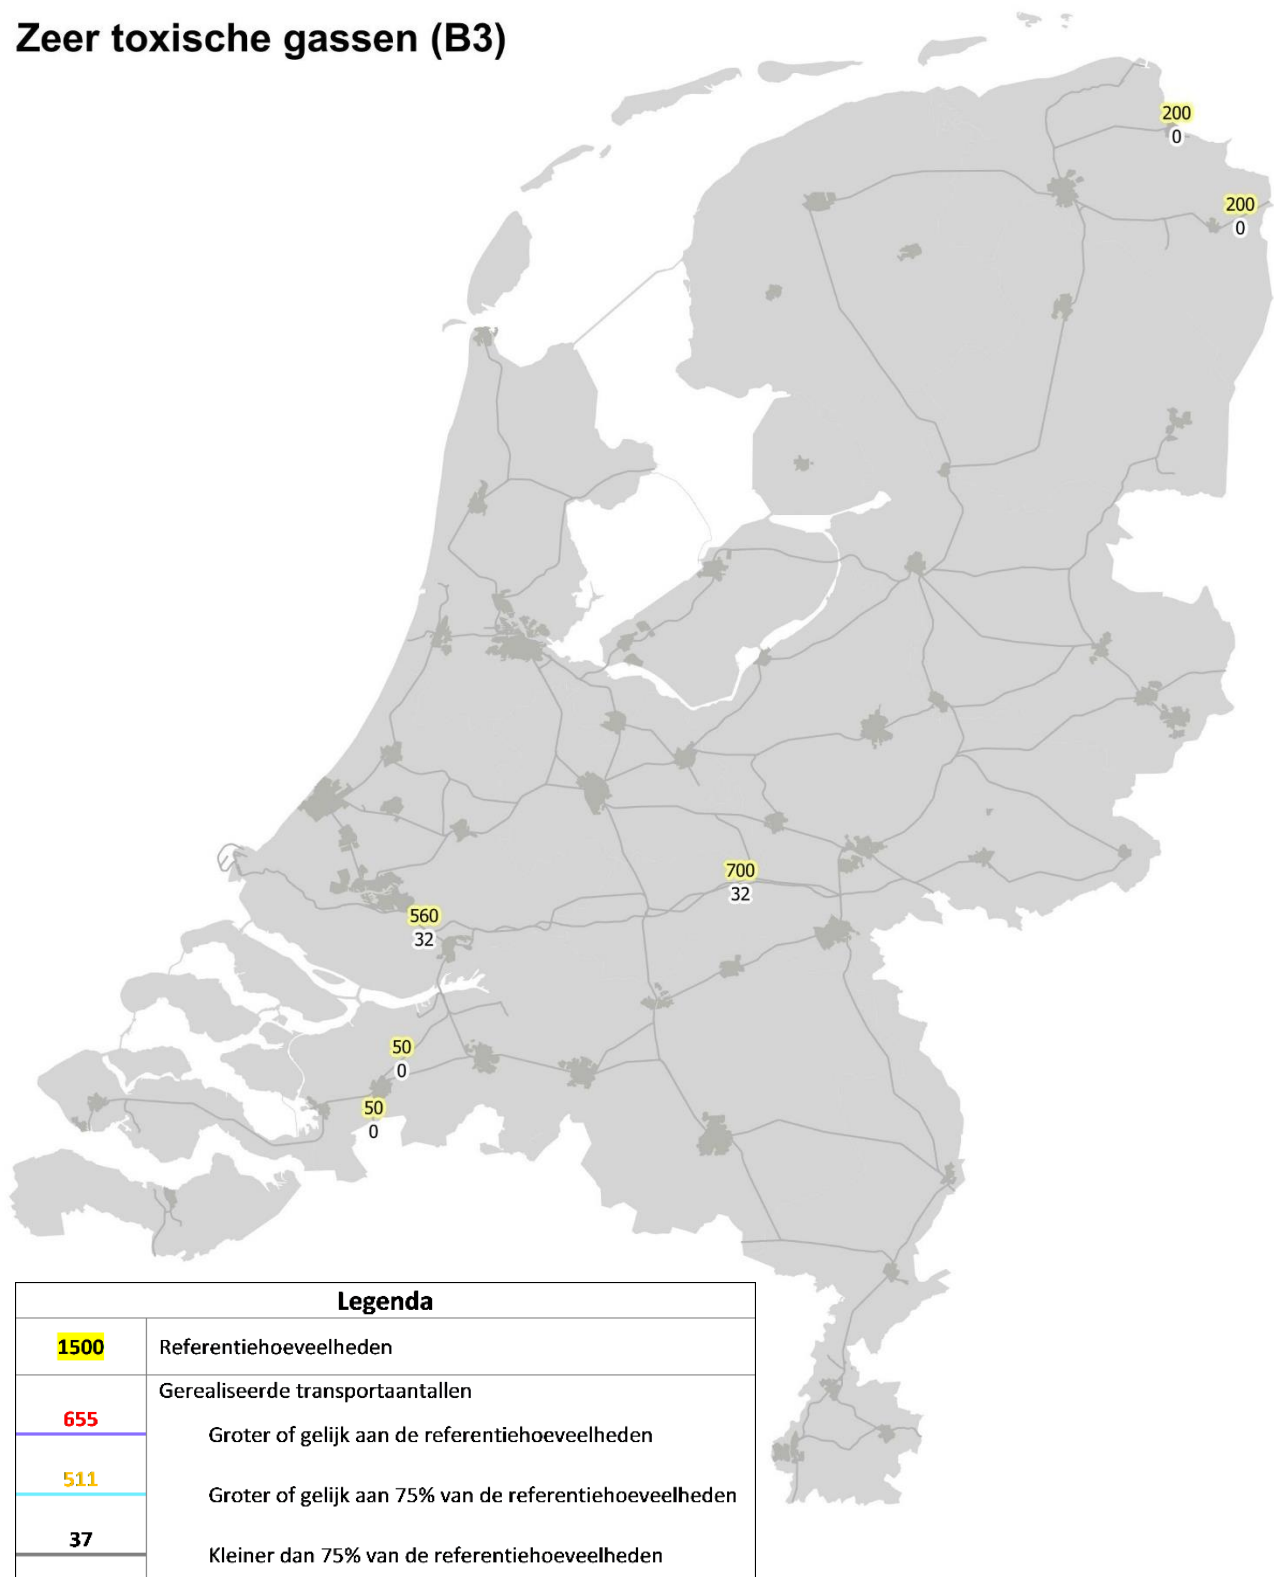 Zeer toxische gassen (B3)
1
200
0
200
0
700
32
560
32
50
0
50
0
Legenda
1500
Referentiehoeveelheden
Gerealiseerde transportaantallen
655
Groter of gelijk aan de referentiehoeveelheden
511
Groter of gelijk aan 75% van de referentiehoeveelheden
37
Kleiner dan 75% van de referentiehoeveelheden